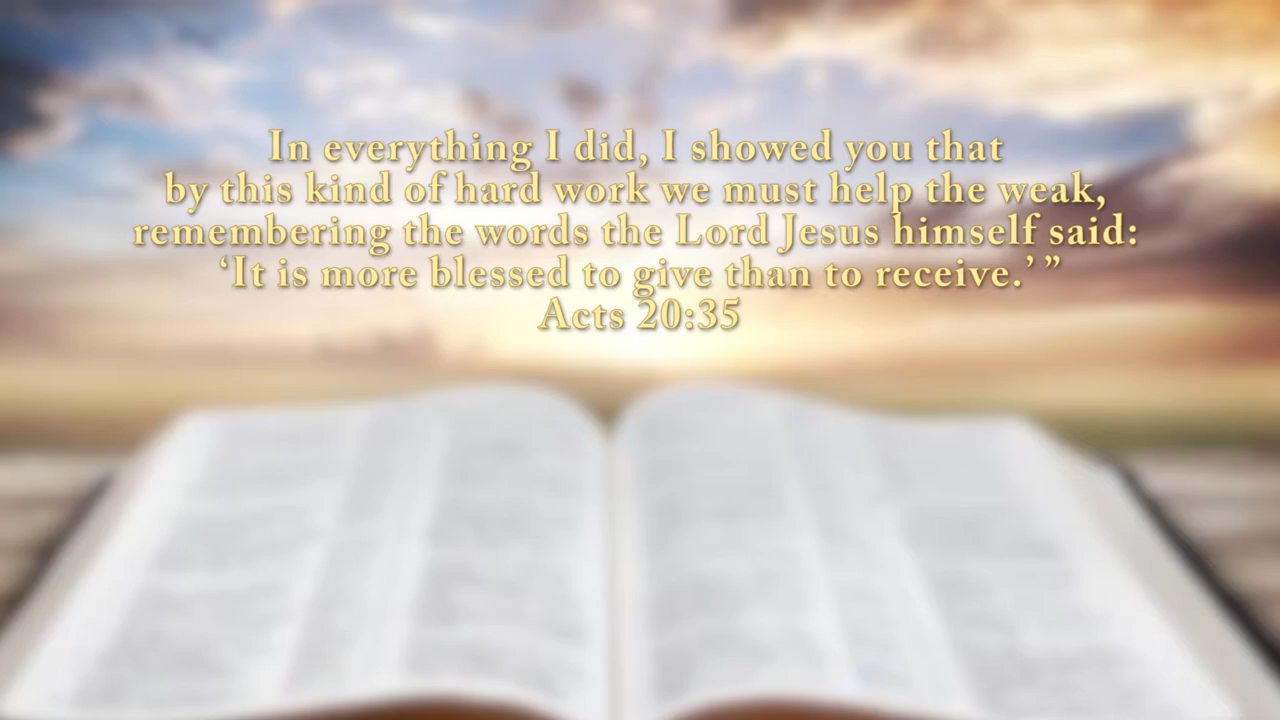 In everything I did, I showed you that
by this kind of hard work we must help the weak,
remembering the words the Lord Jesus himself said:
‘It is more blessed to give than to receive.’ ”
Acts 20:35